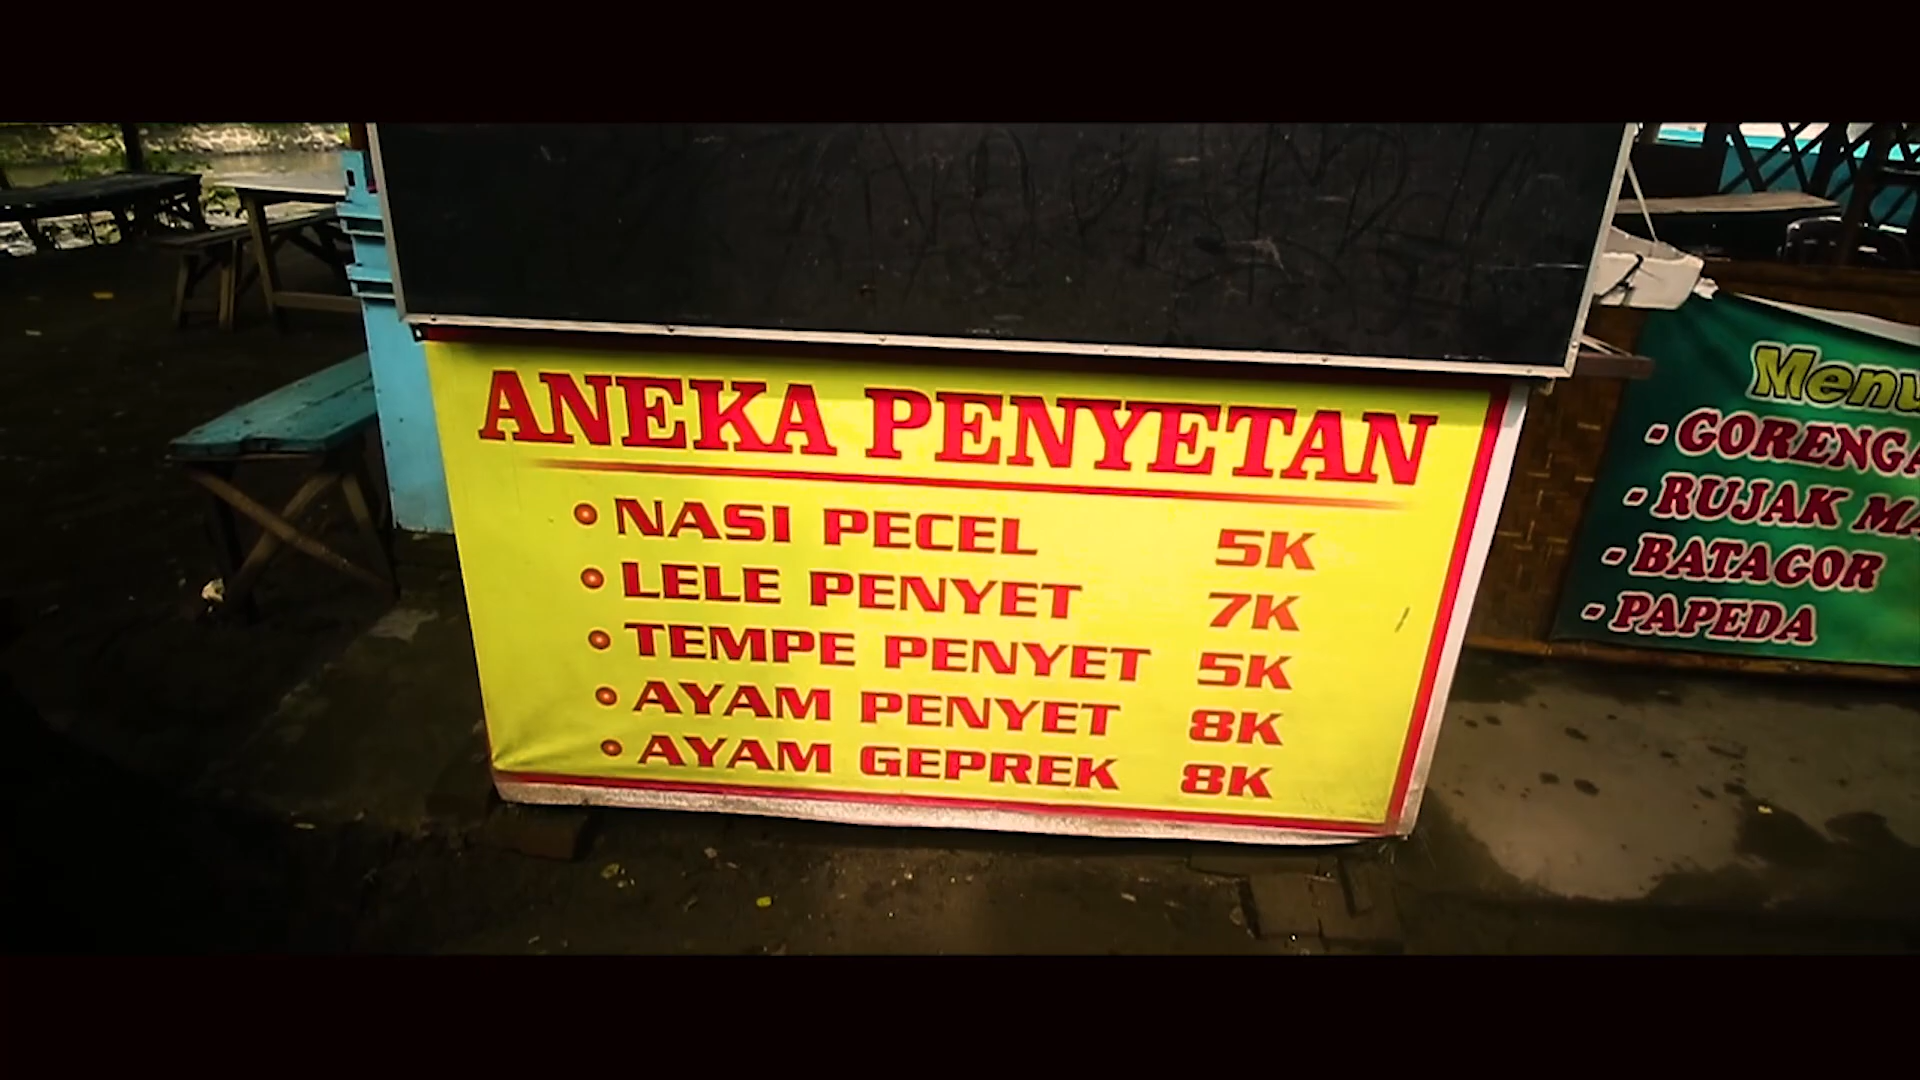 ANEKA PENYETAN
NASI PECEL 5K
LELE PENYET 7K
TEMPE PENYET 5K
AYAM PENYET 8K
AYAM GEPREK 8K
Menu
- GORENGA
- RUJAK MA
- BATAGOR
- PAPEDA